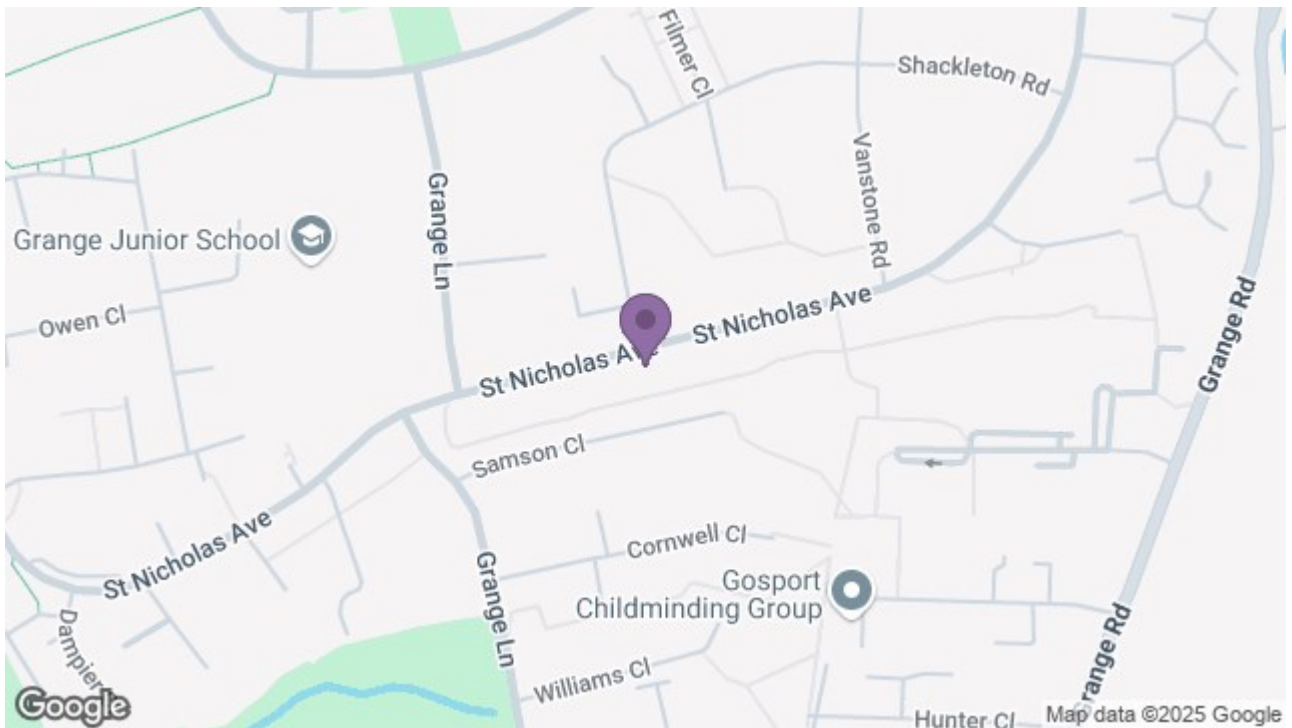 Filmer Cl
Shackleton Rd
Vanstone Rd
Grange Ln
Grange Junior School
Owen Cl
St Nicholas Ave
St Nicholas Ave
Grange Rd
Samson Cl
St Nicholas Ave
Cornwell Cl
Gosport
Childminding Group
Grange Ln
Dampier
Williams Cl
Grange Rd
Hunter Cl
Google
Map data ©2025 Google